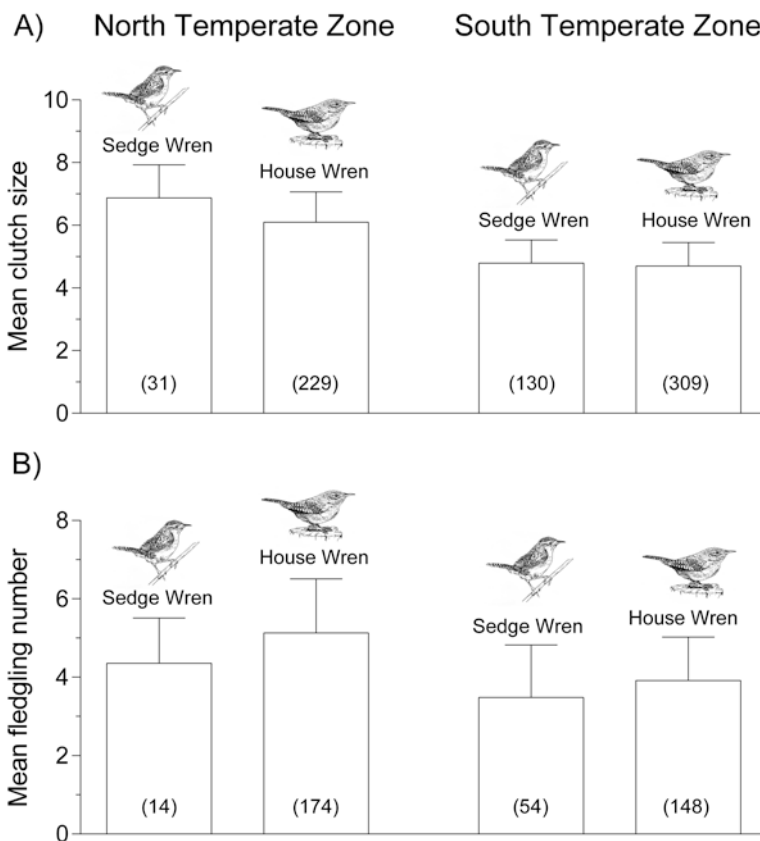 A) North Temperate Zone South Temperate Zone
Mean clutch size
10
8
6
4
2
0
Sedge Wren
House Wren
Sedge Wren
House Wren
(31) (229) (130) (309)
B)
Mean fledgling number
8
6
4
2
0
Sedge Wren
House Wren
Sedge Wren
House Wren
(14) (174) (54) (148)